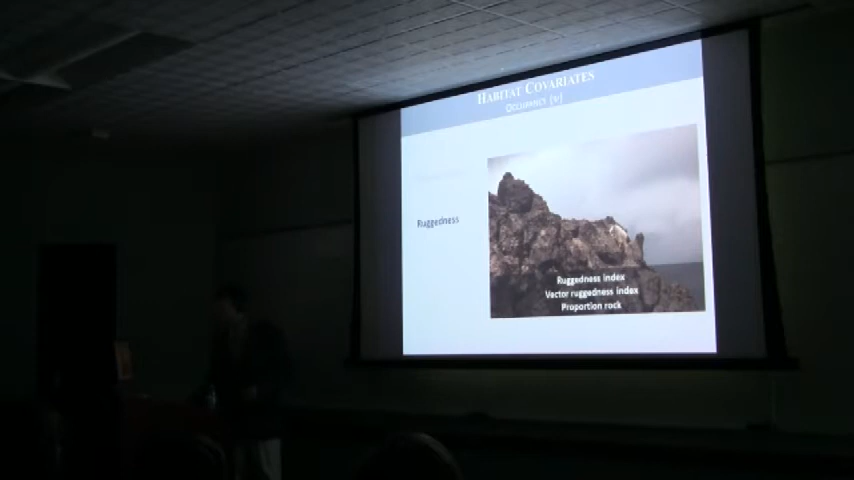 HABITAT COVARIATES
OCCUPANCY [ψ]
Ruggedness
Ruggedness index
Vector ruggedness index
Proportion rock